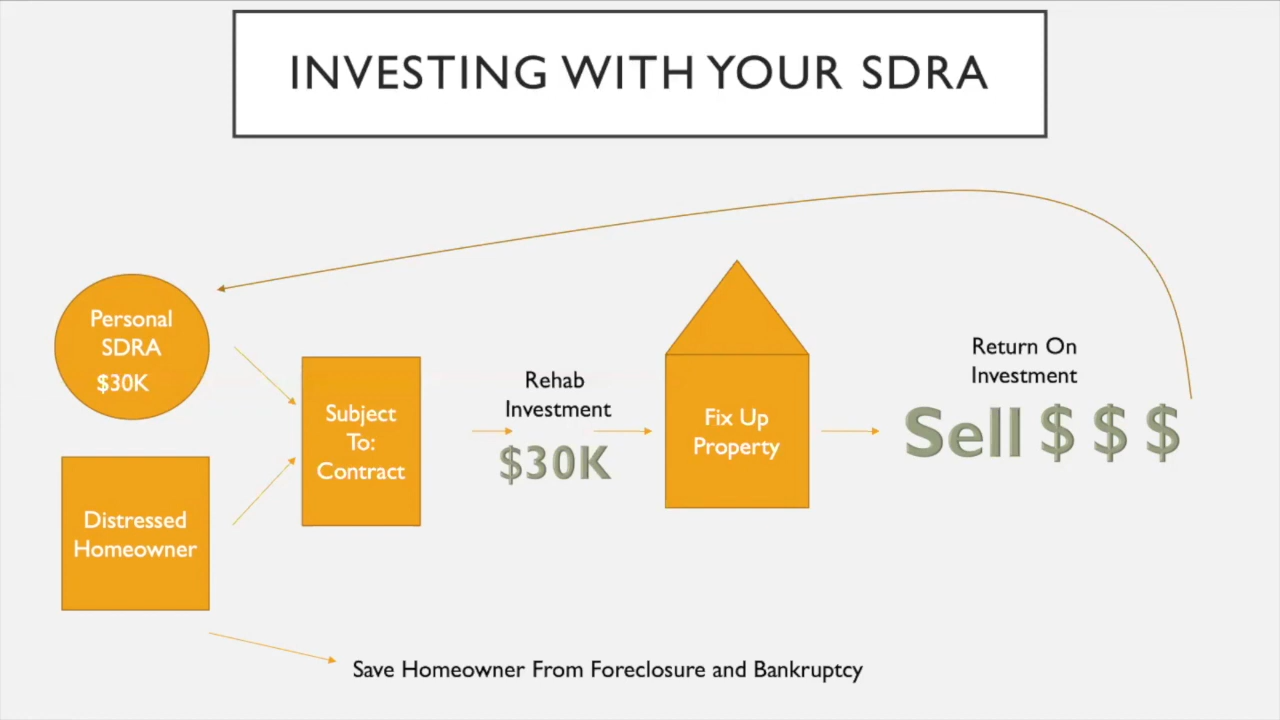 INVESTING WITH YOUR SDRA
Personal
SDRA
$30K
Distressed
Homeowner
Subject
To:
Contract
Rehab
Investment
$30K
Fix Up
Property
Return On
Investment
Sell $ $ $
Save Homeowner From Foreclosure and Bankruptcy